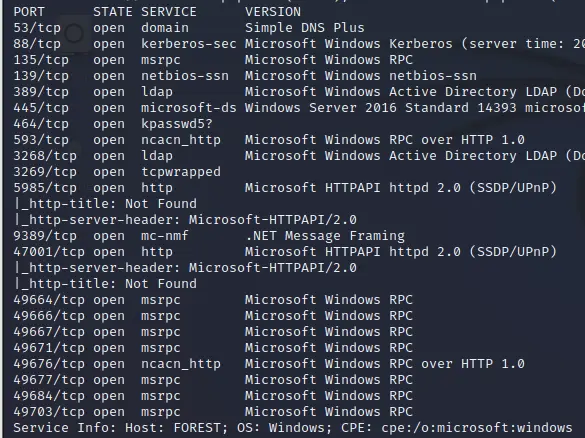 PORT STATE SERVICE VERSION
53/tcp open domain Simple DNS Plus
88/tcp open kerberos-sec Microsoft Windows Kerberos (server time: 20
135/tcp open msrpc Microsoft Windows RPC
139/tcp open netbios-ssn Microsoft Windows netbios-ssn
389/tcp open ldap Microsoft Windows Active Directory LDAP (Do
445/tcp open microsoft-ds Windows Server 2016 Standard 14393 microsof
464/tcp open kpasswd5?
593/tcp open ncacn_http Microsoft Windows RPC over HTTP 1.0
3268/tcp open ldap Microsoft Windows Active Directory LDAP (Do
3269/tcp open tcpwrapped
5985/tcp open http Microsoft HTTPAPI httpd 2.0 (SSDP/UPnP)
|_http-title: Not Found
|_http-server-header: Microsoft-HTTPAPI/2.0
9389/tcp open mc-nmf .NET Message Framing
47001/tcp open http Microsoft HTTPAPI httpd 2.0 (SSDP/UPnP)
|_http-server-header: Microsoft-HTTPAPI/2.0
|_http-title: Not Found
49664/tcp open msrpc Microsoft Windows RPC
49666/tcp open msrpc Microsoft Windows RPC
49667/tcp open msrpc Microsoft Windows RPC
49671/tcp open msrpc Microsoft Windows RPC
49676/tcp open ncacn_http Microsoft Windows RPC over HTTP 1.0
49677/tcp open msrpc Microsoft Windows RPC
49684/tcp open msrpc Microsoft Windows RPC
49703/tcp open msrpc Microsoft Windows RPC
Service Info: Host: FOREST; OS: Windows; CPE: cpe:/o:microsoft:windows